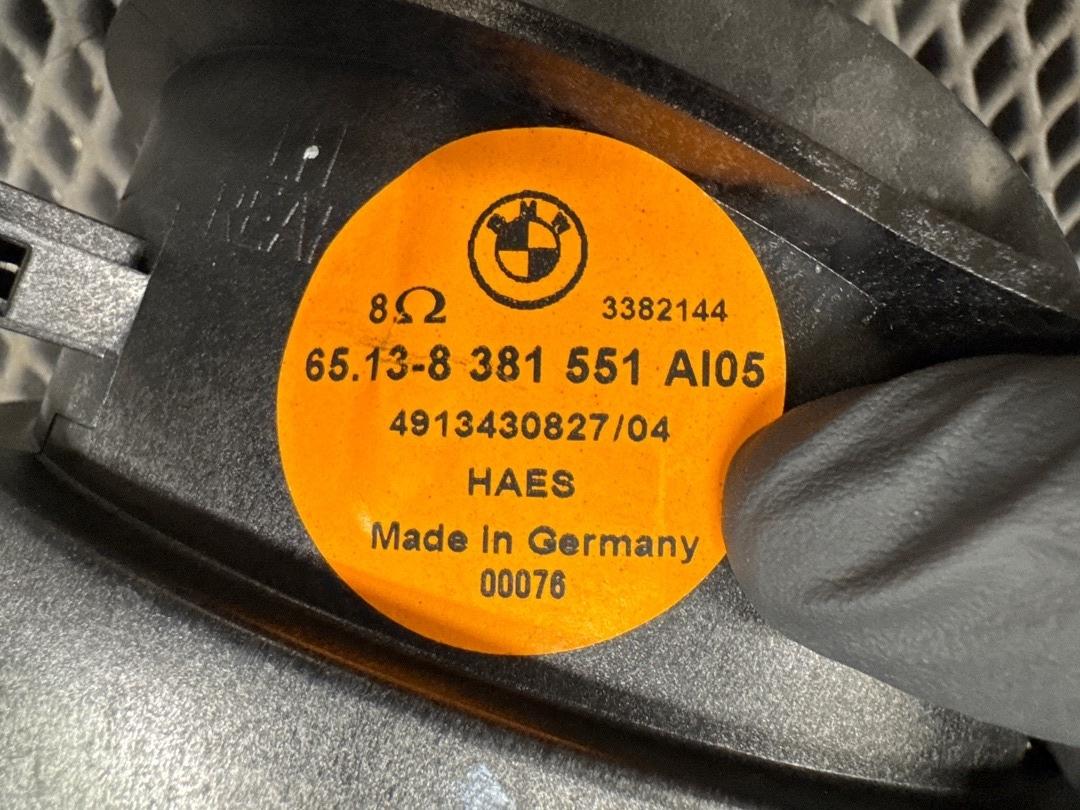 BMW
8Ω 3382144
65.13-8 381 551 AI05
4913430827/04
HAES
Made In Germany
00076